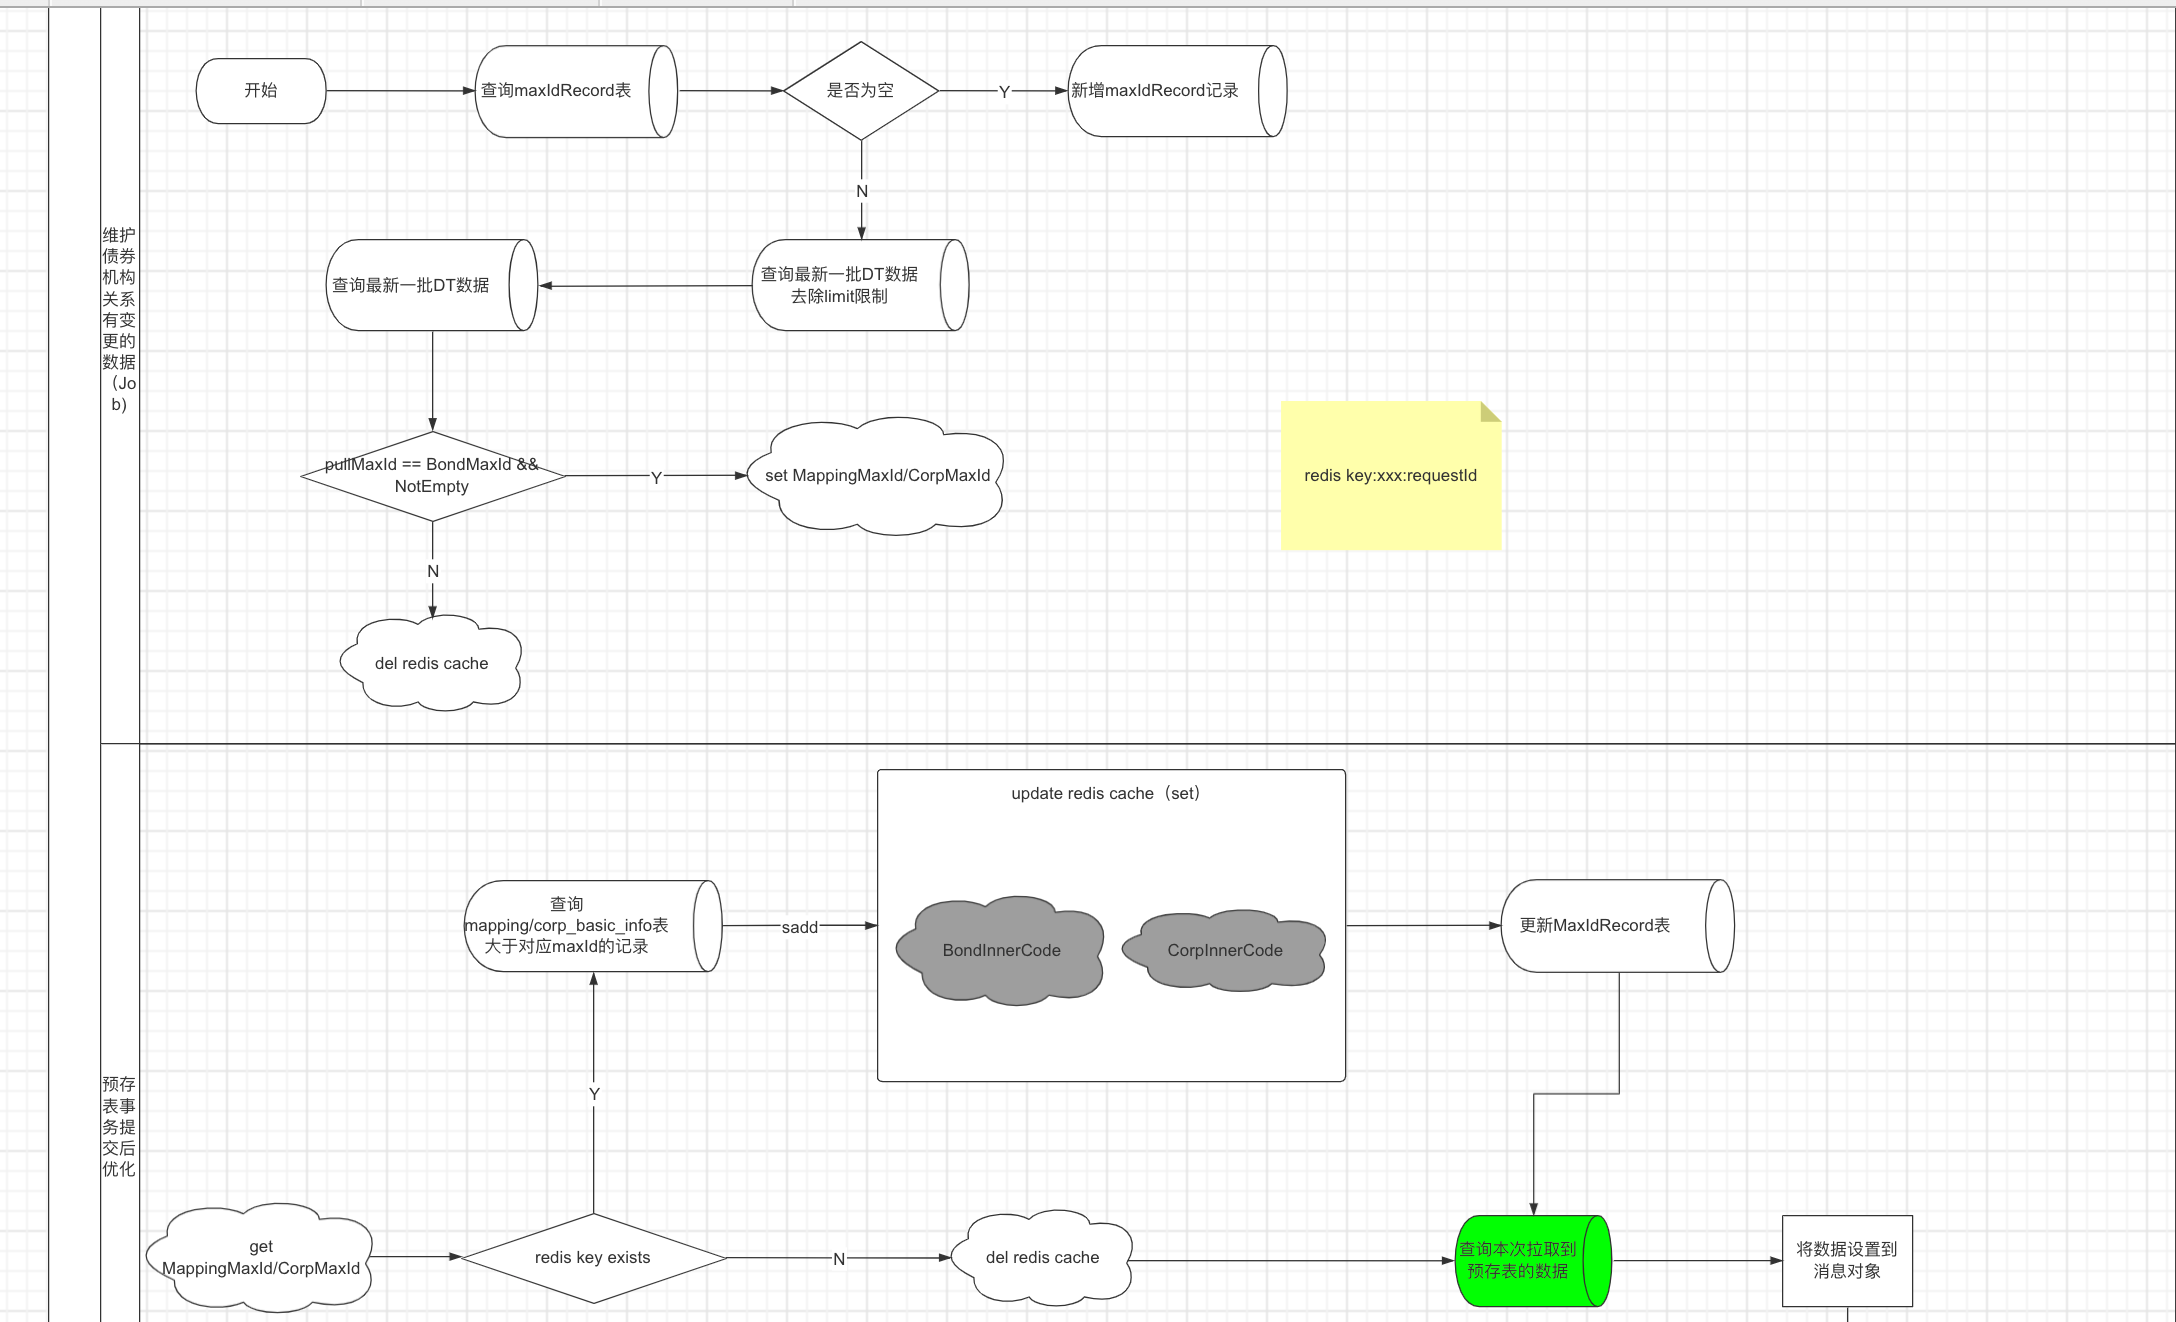 维护
债券
机构
关系
有变
更的
数据
（Jo
b）
开始
查询maxIdRecord表
是否为空
Y
新增maxIdRecord记录
N
查询最新一批DT数据
查询最新一批DT数据
去除limit限制
pullMaxId == BondMaxId &&
NotEmpty
Y
set MappingMaxId/CorpMaxId
redis key:xxx:requestId
N
del redis cache
预存
表事
务提
交后
优化
update redis cache（set）
查询
mapping/corp_basic_info表
大于对应maxId的记录
sadd
BondInnerCode
CorpInnerCode
更新MaxIdRecord表
Y
get
MappingMaxId/CorpMaxId
redis key exists
N
del redis cache
查询本次拉取到
预存表的数据
将数据设置到
消息对象